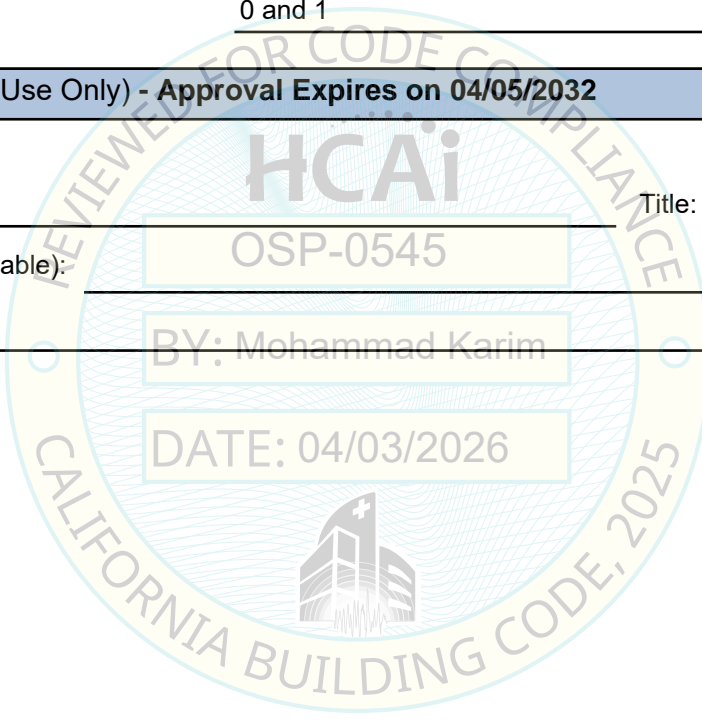 0 and 1
Use Only) - Approval Expires on 04/05/2032
REVIEWED FOR CODE COMPLIANCE
HCAi
Title:
OSP-0545
able):
BY: Mohammad Karim
DATE: 04/03/2026
CALIFORNIA BUILDING CODE, 2025